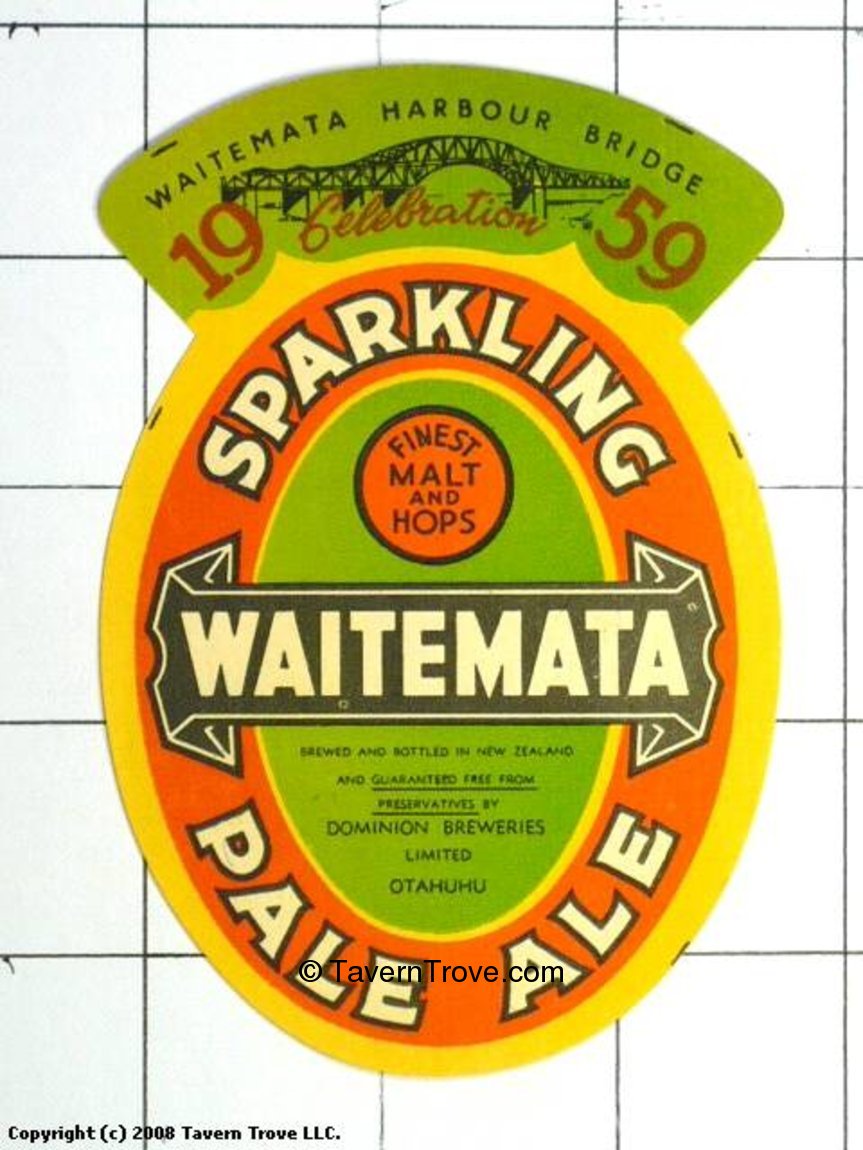 WAITEMATA HARBOUR BRIDGE
19 Celebration 59
SPARKLING
FINEST
MALT
AND
HOPS
WAITEMATA
BREWED AND BOTTLED IN NEW ZEALAND
AND GUARANTEED FREE FROM
PRESERVATIVES BY
DOMINION BREWERIES
LIMITED
OTAHUHU
PALE ALE
© TavernTrove.com
Copyright (c) 2008 Tavern Trove LLC.